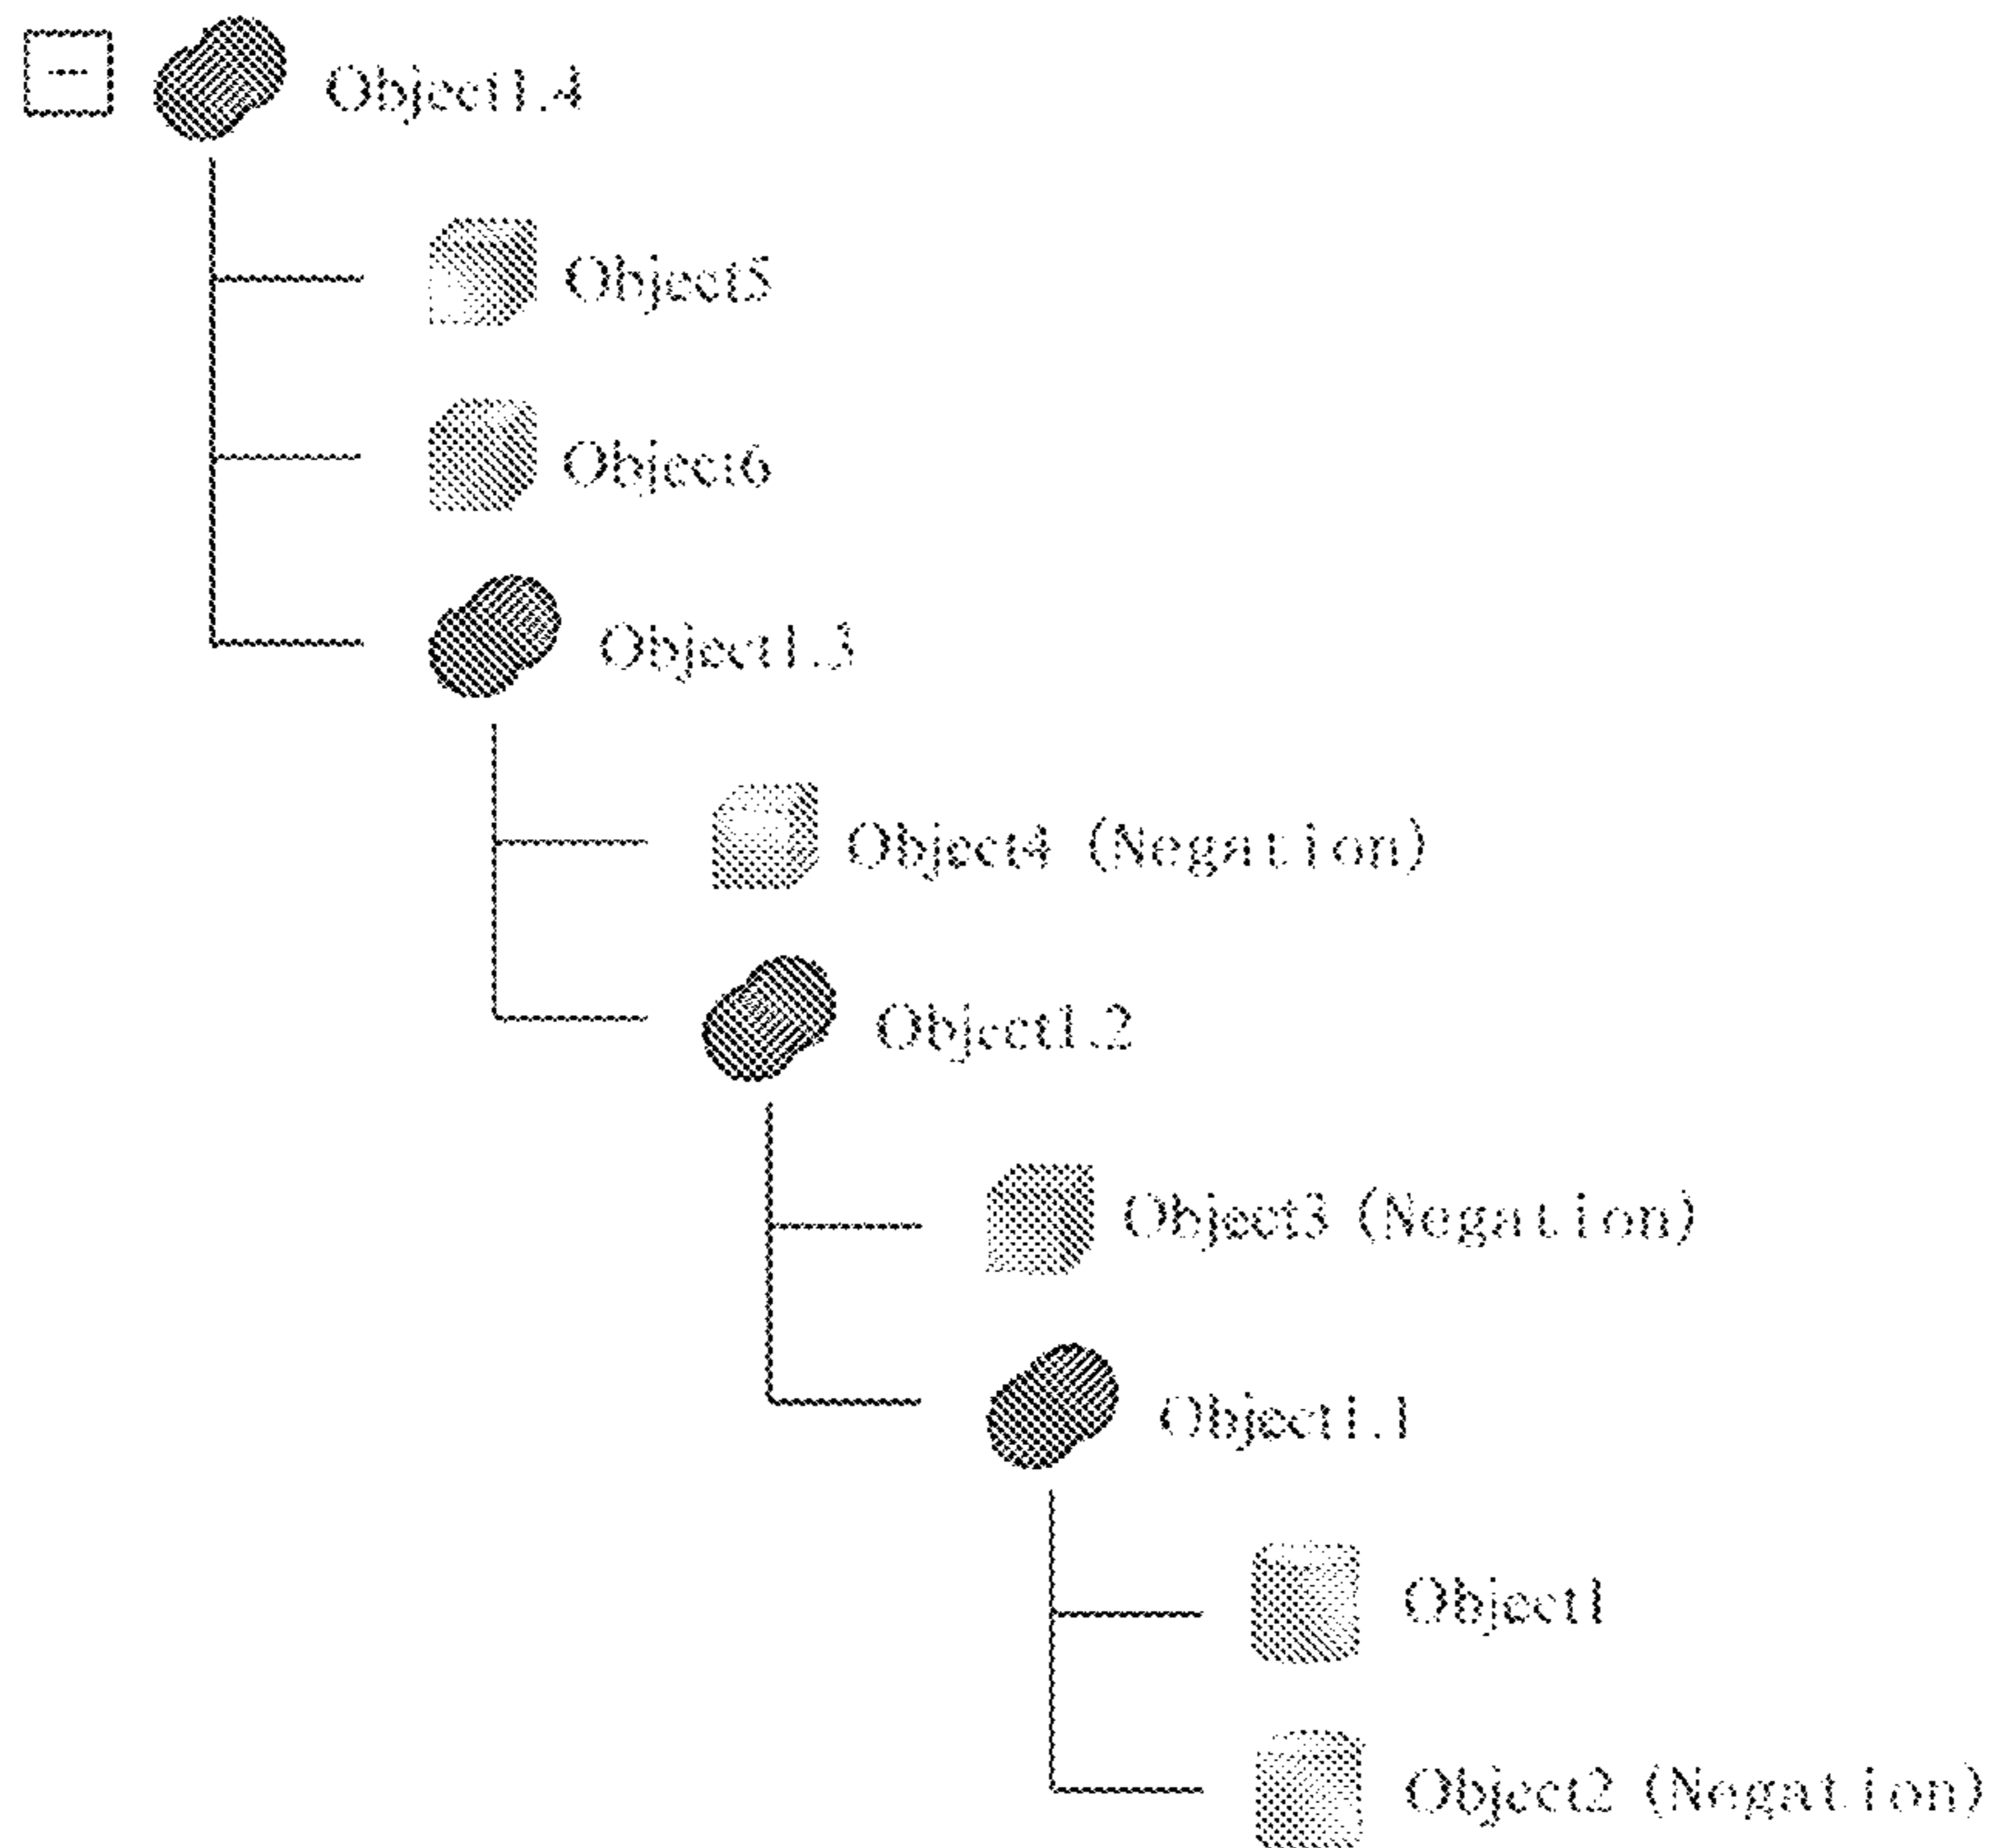 Object1.4
Object5
Object6
Object1.3
Object4 (Negation)
Object1.2
Object3 (Negation)
Object1.1
Object1
Object2 (Negation)